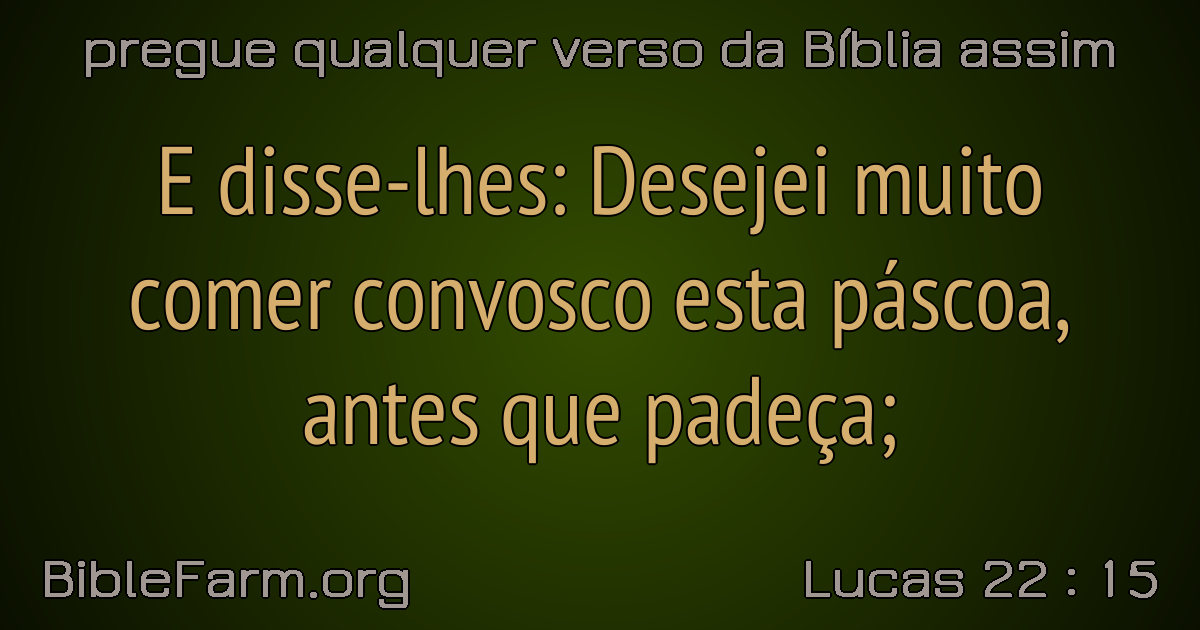 pregue qualquer verso da Bíblia assim
E disse-lhes: Desejei muito
comer convosco esta páscoa,
antes que padeça;
BibleFarm.org
Lucas 22 : 15